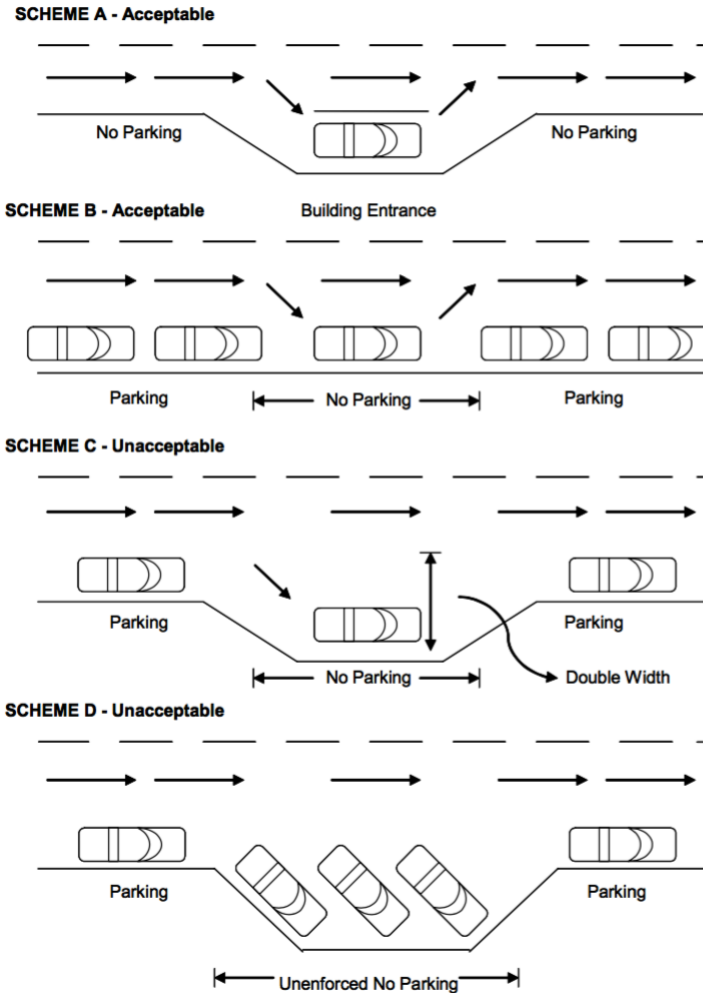 SCHEME A - Acceptable
No Parking
No Parking
SCHEME B - Acceptable
Building Entrance
Parking
No Parking
Parking
SCHEME C - Unacceptable
Parking
Parking
No Parking
Double Width
SCHEME D - Unacceptable
Parking
Parking
Unenforced No Parking